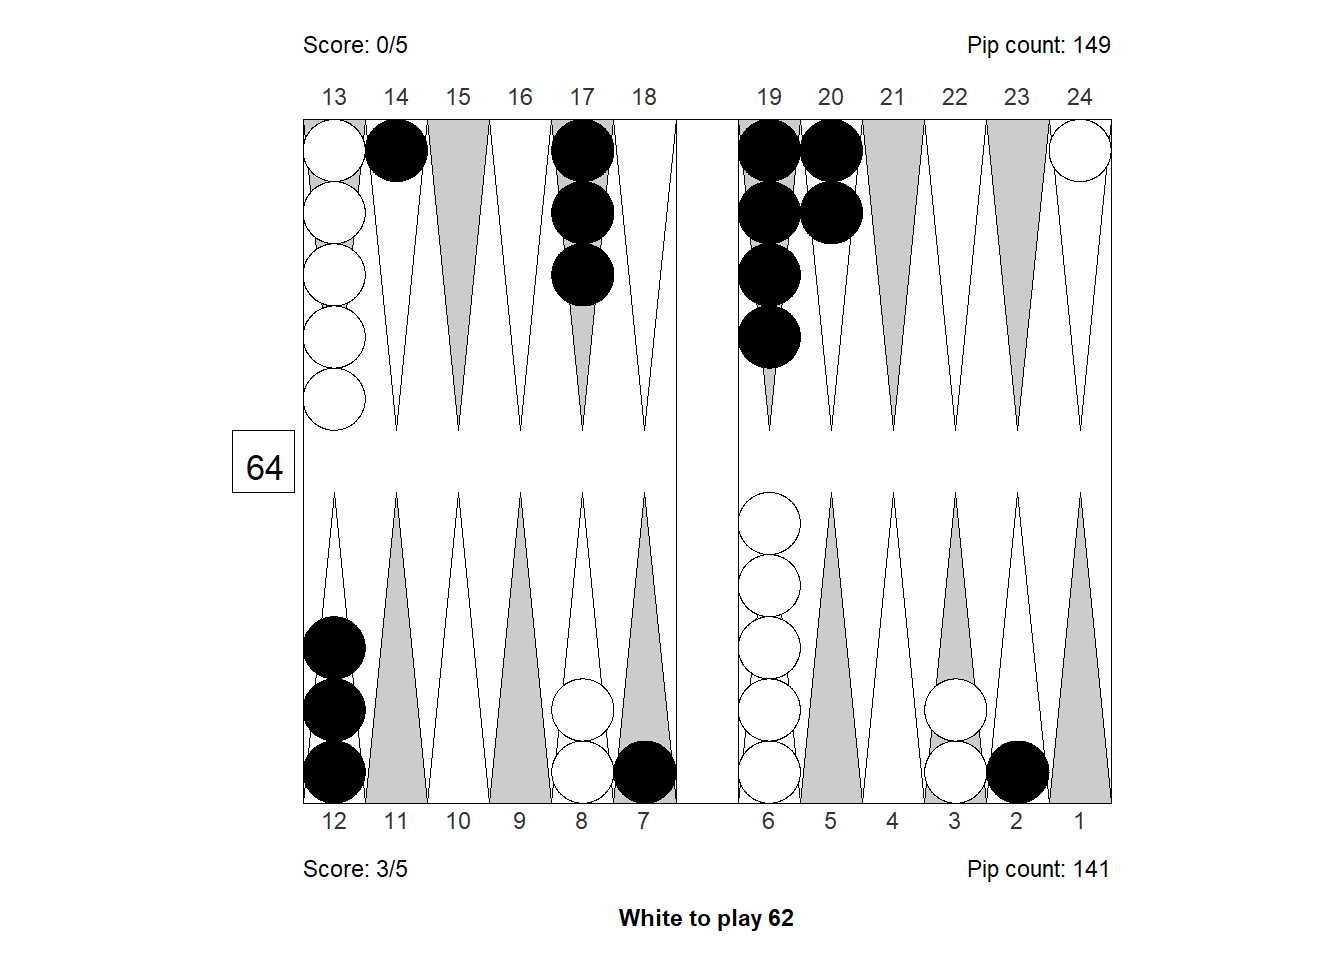 Score: 0/5 Pip count: 149
13 14 15 16 17 18 19 20 21 22 23 24
64
12 11 10 9 8 7 6 5 4 3 2 1
Score: 3/5 Pip count: 141
White to play 62